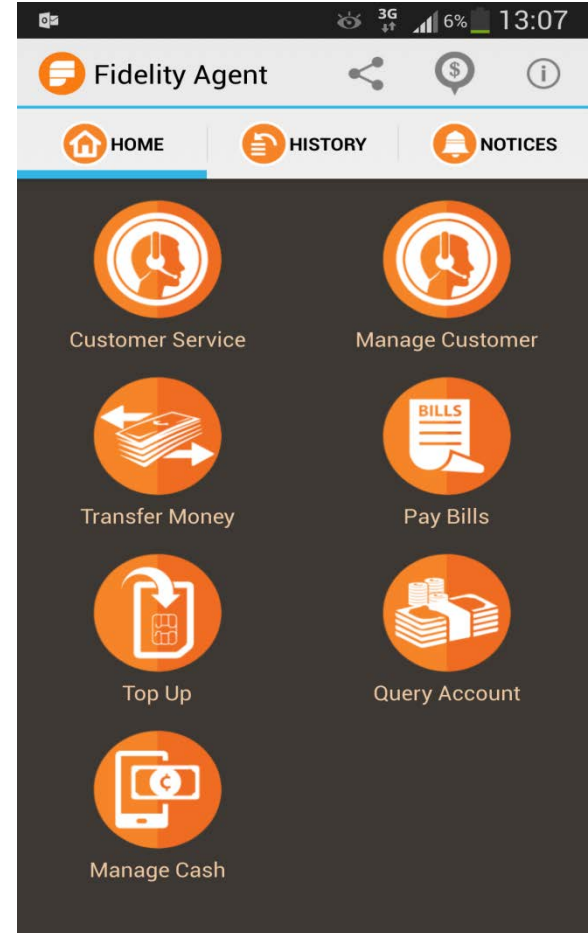 3G 6% 13:07
Fidelity Agent
HOME HISTORY NOTICES
Customer Service Manage Customer
BILLS
Transfer Money Pay Bills
Top Up Query Account
Manage Cash